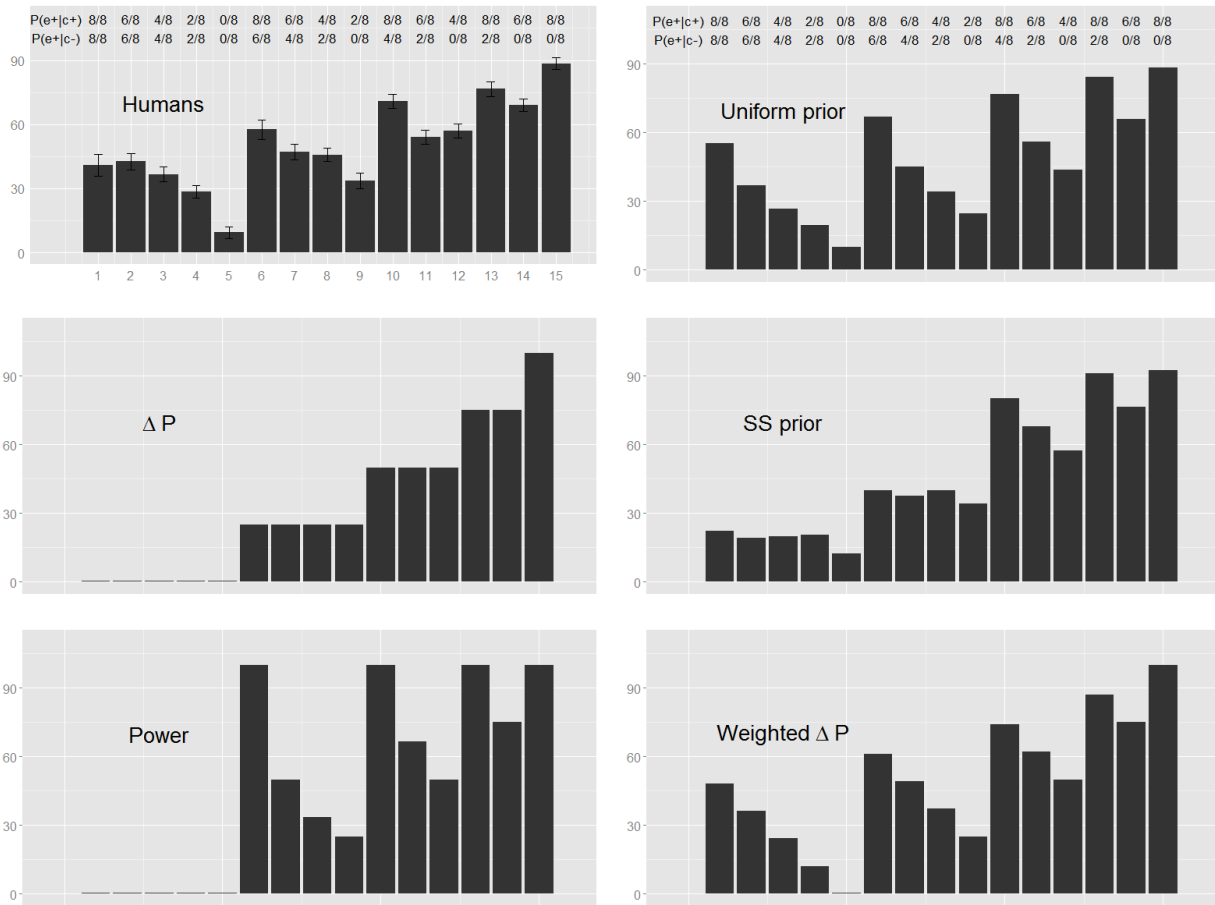 P(e+|c+) 8/8 6/8 4/8 2/8 0/8 8/8 6/8 4/8 2/8 8/8 6/8 4/8 8/8 6/8 8/8
P(e+|c-) 8/8 6/8 4/8 2/8 0/8 6/8 4/8 2/8 0/8 4/8 2/8 0/8 2/8 0/8 0/8
90
Humans
60
30
0
1 2 3 4 5 6 7 8 9 10 11 12 13 14 15
P(e+|c+) 8/8 6/8 4/8 2/8 0/8 8/8 6/8 4/8 2/8 8/8 6/8 4/8 8/8 6/8 8/8
P(e+|c-) 8/8 6/8 4/8 2/8 0/8 6/8 4/8 2/8 0/8 4/8 2/8 0/8 2/8 0/8 0/8
90
Uniform prior
60
30
0
90
Δ P
60
30
0
90
SS prior
60
30
0
90
Power
60
30
0
90
Weighted Δ P
60
30
0